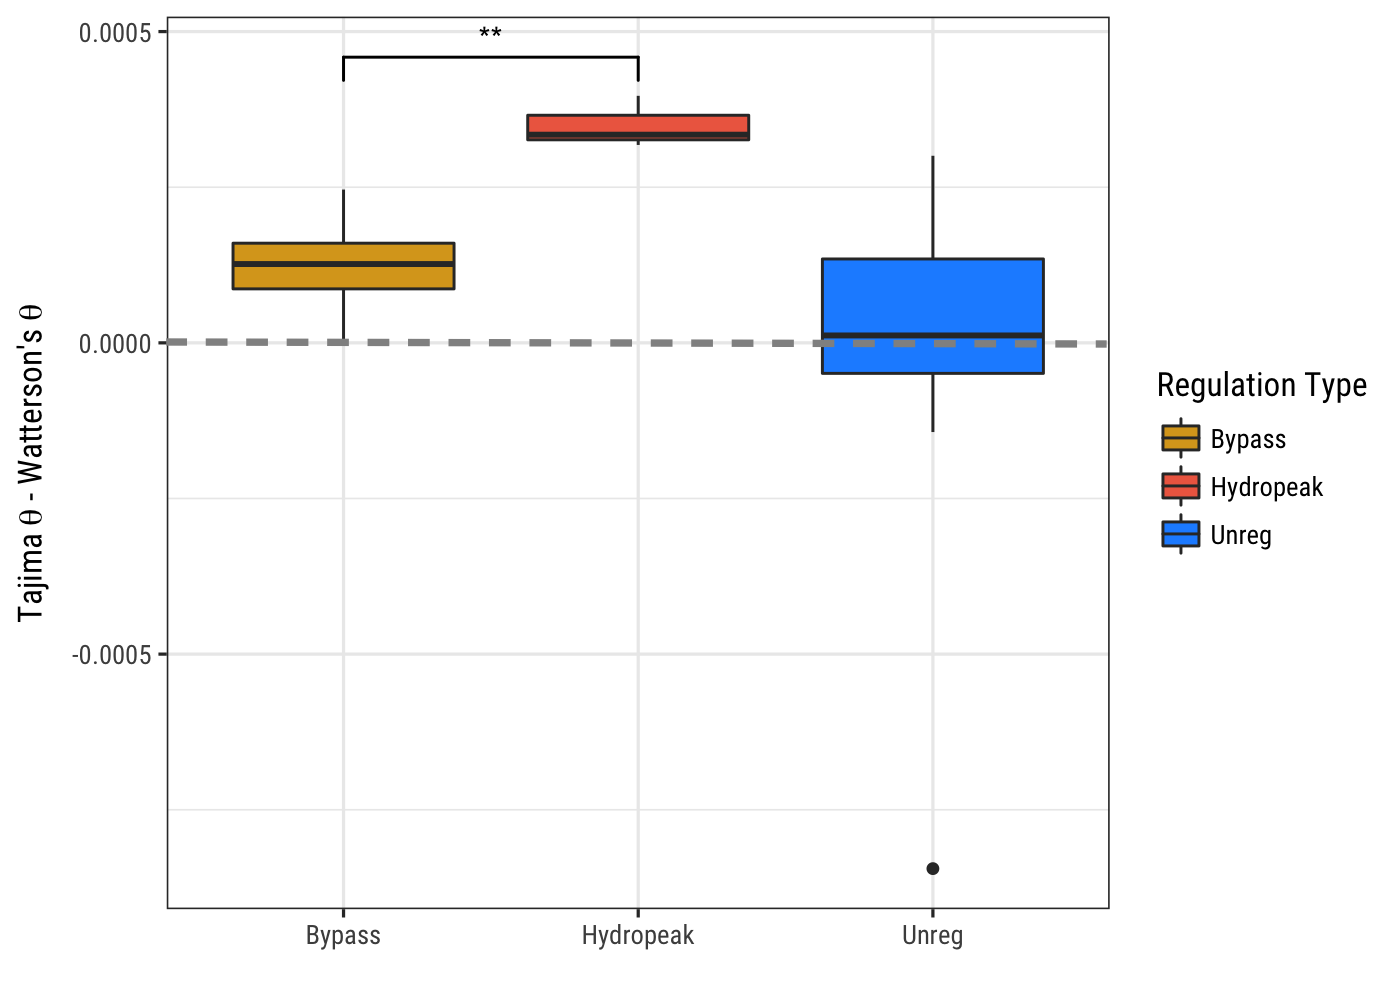 0.0005
**
0.0000
-0.0005
Tajima θ - Watterson's θ
Bypass
Hydropeak
Unreg
Regulation Type
Bypass
Hydropeak
Unreg